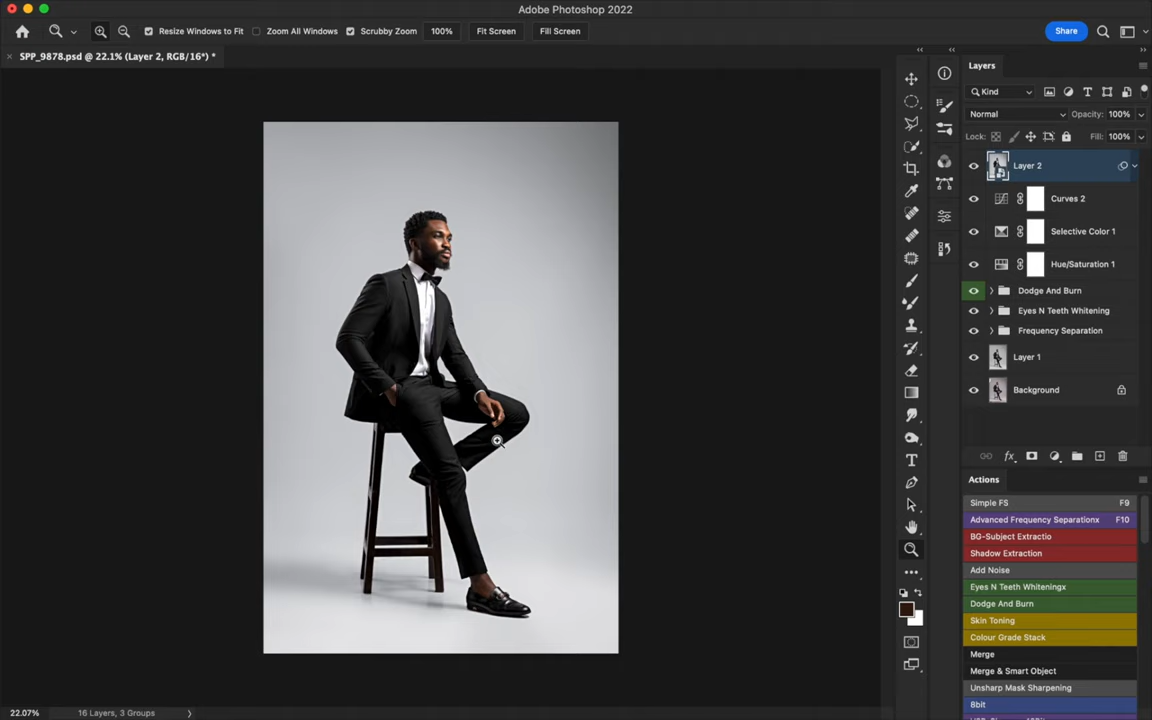 Adobe Photoshop 2022
Resize Windows to Fit
Zoom All Windows
Scrubby Zoom
100%
Fit Screen
Fill Screen
Share
SPP_9878.psd @ 22.1% (Layer 2, RGB/16*) *
Layers
Kind
Normal
Opacity: 100%
Lock:
Fill: 100%
Layer 2
Curves 2
Selective Color 1
Hue/Saturation 1
Dodge And Burn
Eyes N Teeth Whitening
Frequency Separation
Layer 1
Background
fx
Actions
Simple FS F9
Advanced Frequency Separationx F10
BG-Subject Extractio
Shadow Extraction
Add Noise
Eyes N Teeth Whiteningx
Dodge And Burn
Skin Toning
Colour Grade Stack
Merge
Merge & Smart Object
Unsharp Mask Sharpening
8bit
22.07%
16 Layers, 3 Groups